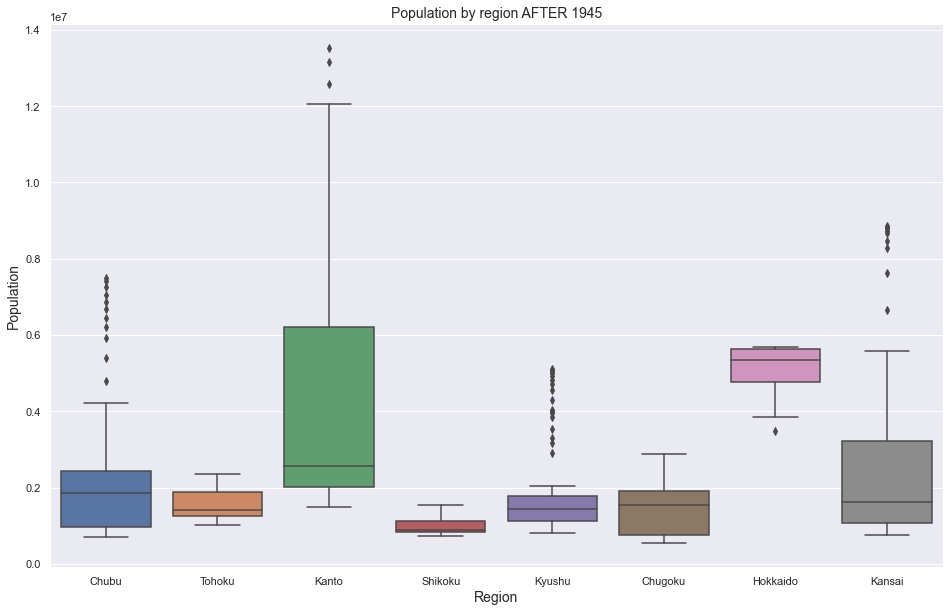 Population by region AFTER 1945
1e7
1.4
1.2
1.0
0.8
0.6
0.4
0.2
0.0
Population
Chubu Tohoku Kanto Shikoku Kyushu Chugoku Hokkaido Kansai
Region